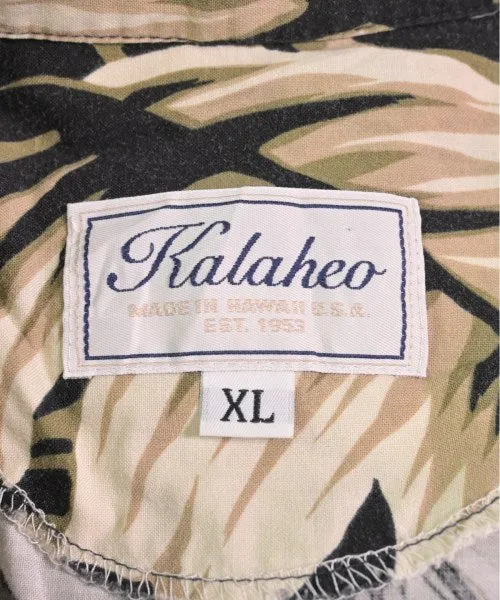 Kalaheo
MADE IN HAWAII U.S.A.
EST. 1953
XL